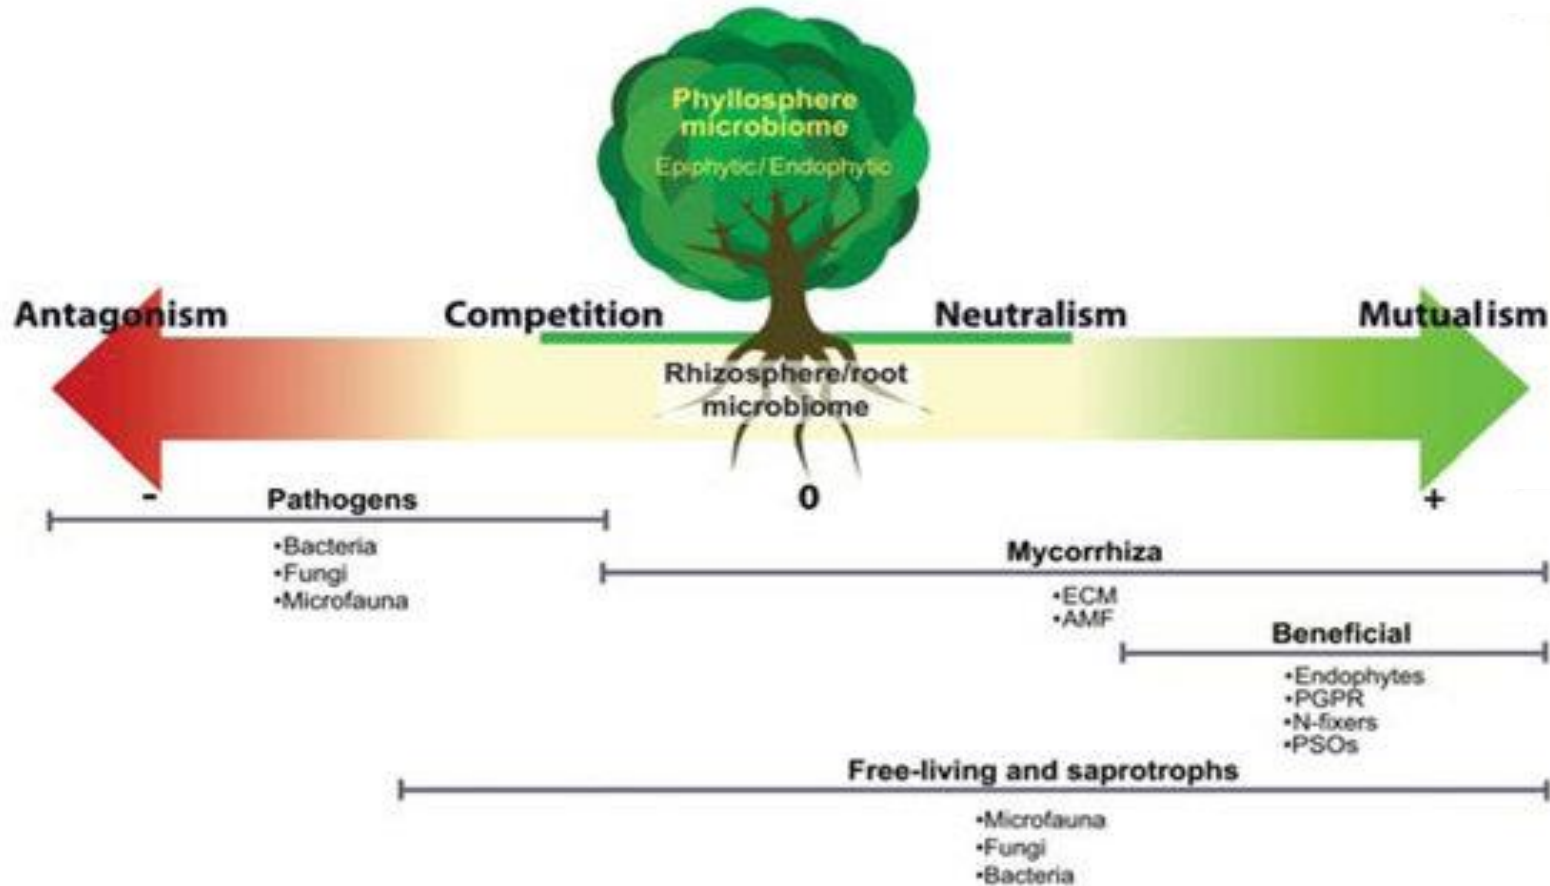 Phyllosphere
microbiome
Epiphytic/Endophytic
Antagonism Competition Neutralism Mutualism
Rhizosphere/root
microbiome
- 0 +
Pathogens
•Bacteria
•Fungi
•Microfauna
Mycorrhiza
•ECM
•AMF
Beneficial
•Endophytes
•PGPR
•N-fixers
•PSOs
Free-living and saprotrophs
•Microfauna
•Fungi
•Bacteria